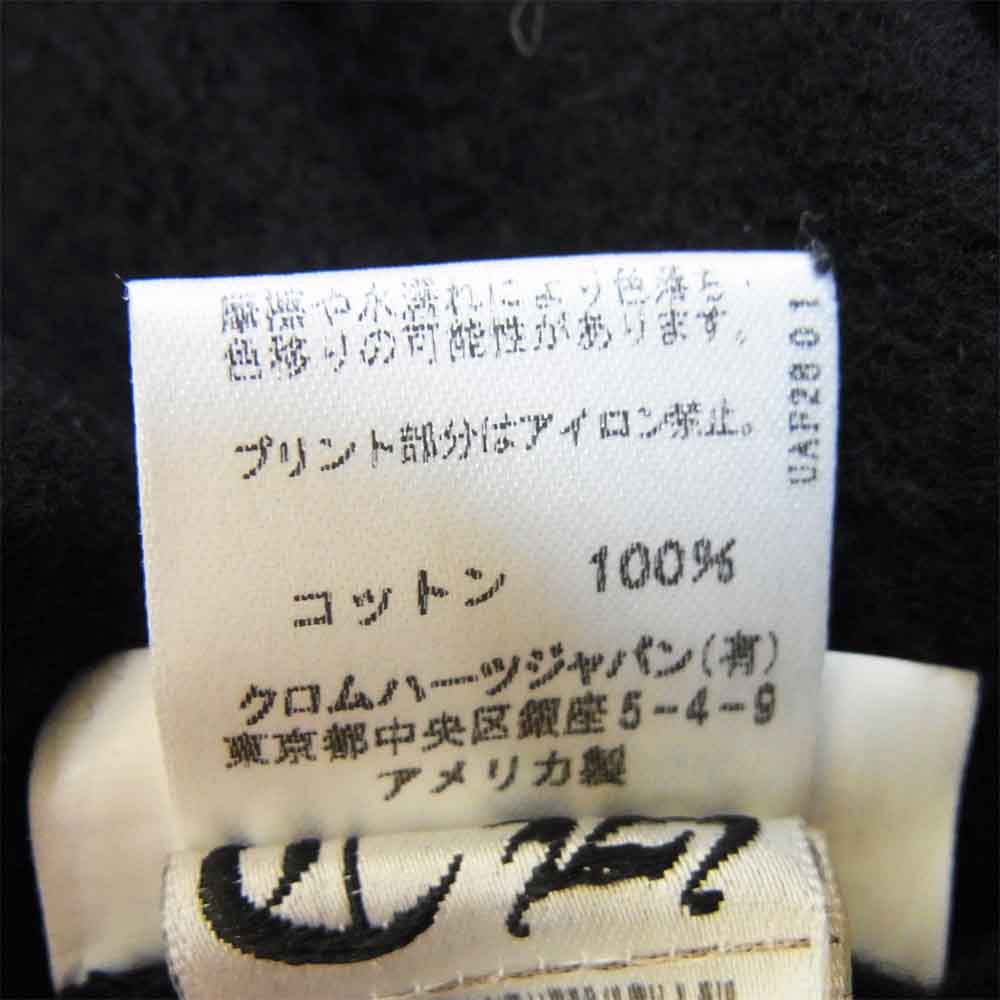 摩擦や水濡れにより色落ち、
色移りの可能性があります。
プリント部分はアイロン禁止。
コットン 100%
クロムハーツジャパン(有)
東京都中央区銀座5-4-9
アメリカ製
UAF2801